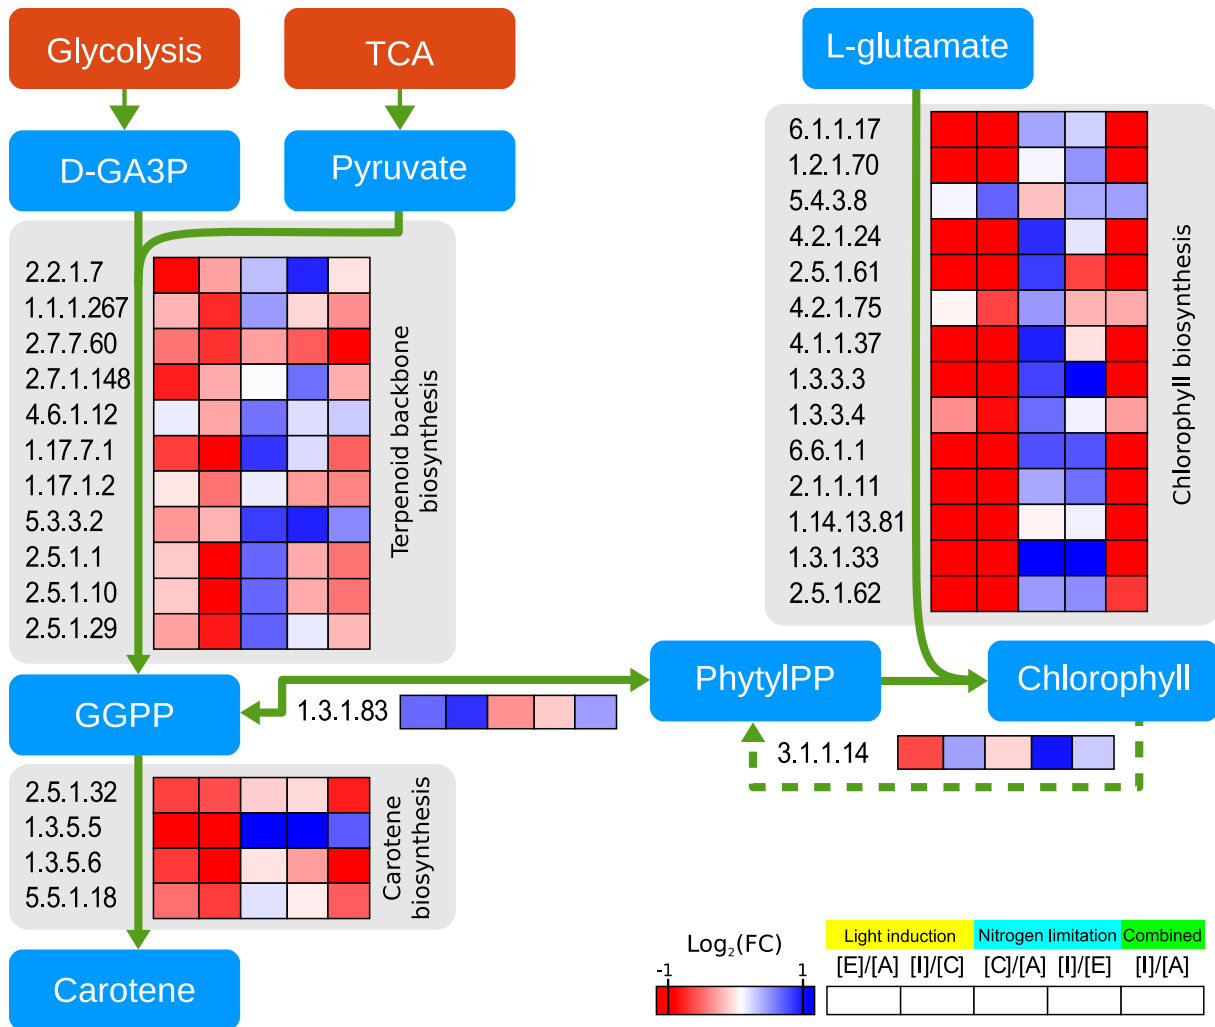 Glycolysis
TCA
L-glutamate
D-GA3P
Pyruvate
2.2.1.7
1.1.1.267
2.7.7.60
2.7.1.148
4.6.1.12
1.17.7.1
1.17.1.2
5.3.3.2
2.5.1.1
2.5.1.10
2.5.1.29
Terpenoid backbone
biosynthesis
6.1.1.17
1.2.1.70
5.4.3.8
4.2.1.24
2.5.1.61
4.2.1.75
4.1.1.37
1.3.3.3
1.3.3.4
6.6.1.1
2.1.1.11
1.14.13.81
1.3.1.33
2.5.1.62
Chlorophyll biosynthesis
GGPP
1.3.1.83
PhytylPP
Chlorophyll
3.1.1.14
2.5.1.32
1.3.5.5
1.3.5.6
5.5.1.18
Carotene
biosynthesis
Carotene
Log2(FC)
-1 1
Light induction Nitrogen limitation Combined
[E]/[A] [I]/[C] [C]/[A] [I]/[E] [I]/[A]